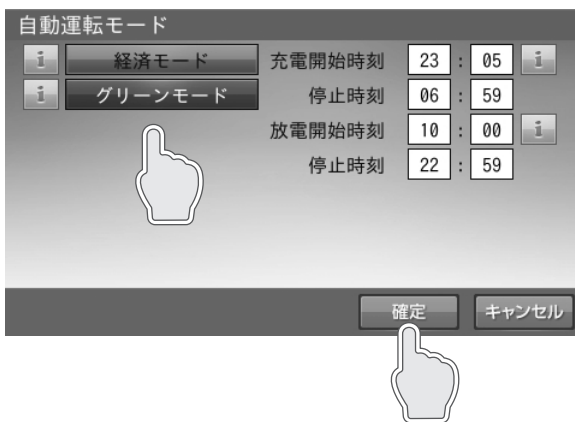 自動運転モード
i 経済モード 充電開始時刻 23 : 05 i
i グリーンモード 停止時刻 06 : 59
放電開始時刻 10 : 00 i
停止時刻 22 : 59
確定 キャンセル